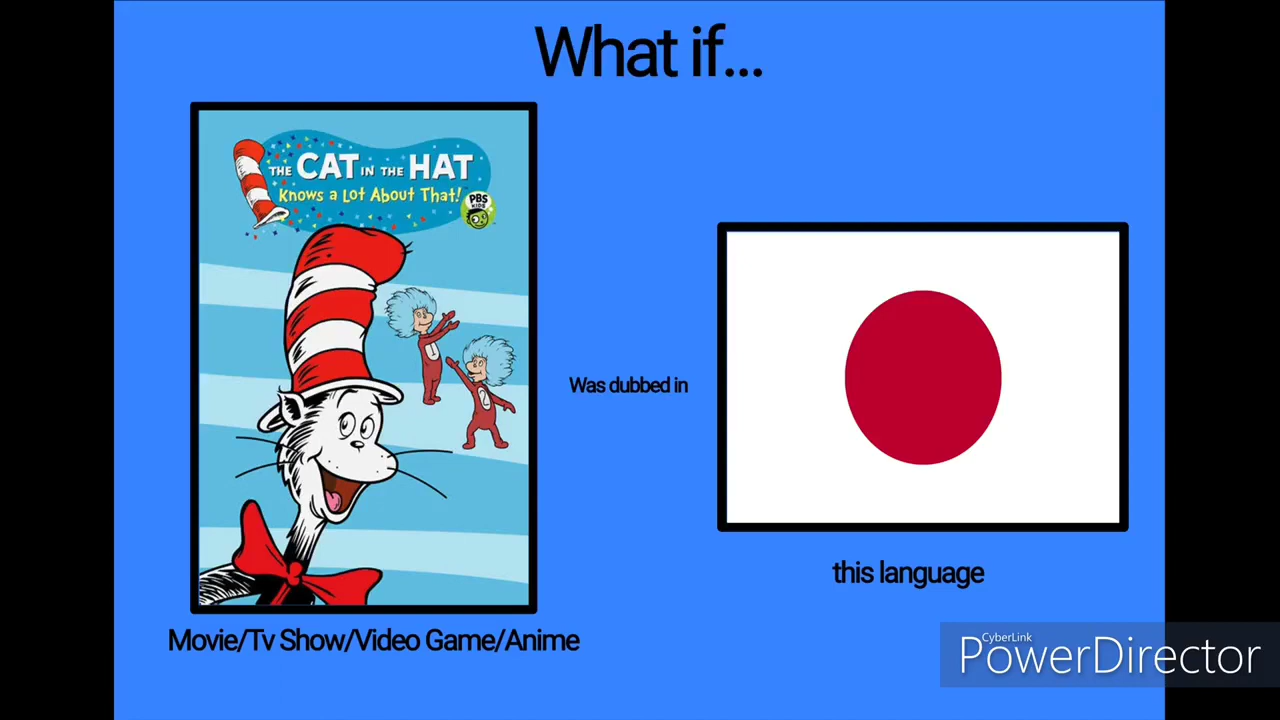 What if...
THE CAT IN THE HAT
Knows a Lot About That!
PBS
KIDS
Was dubbed in
this language
Movie/Tv Show/Video Game/Anime
CyberLink
PowerDirector